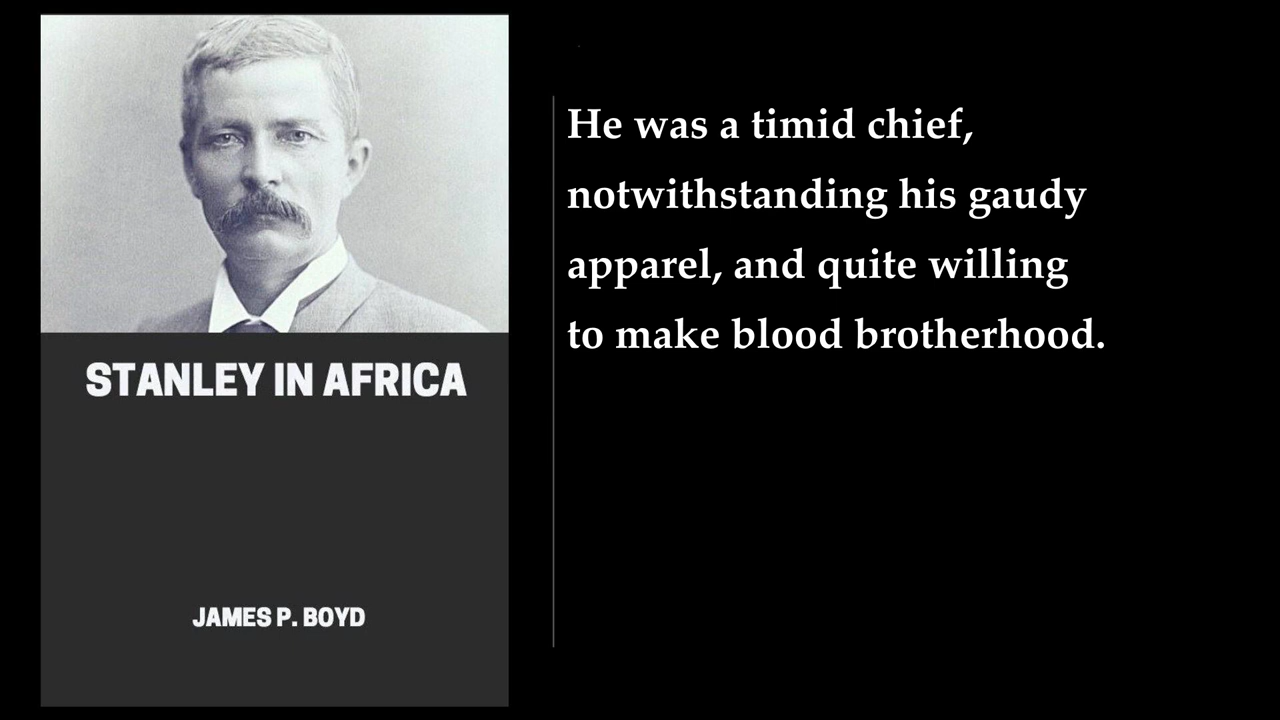 STANLEY IN AFRICA
JAMES P. BOYD
He was a timid chief,
notwithstanding his gaudy
apparel, and quite willing
to make blood brotherhood.